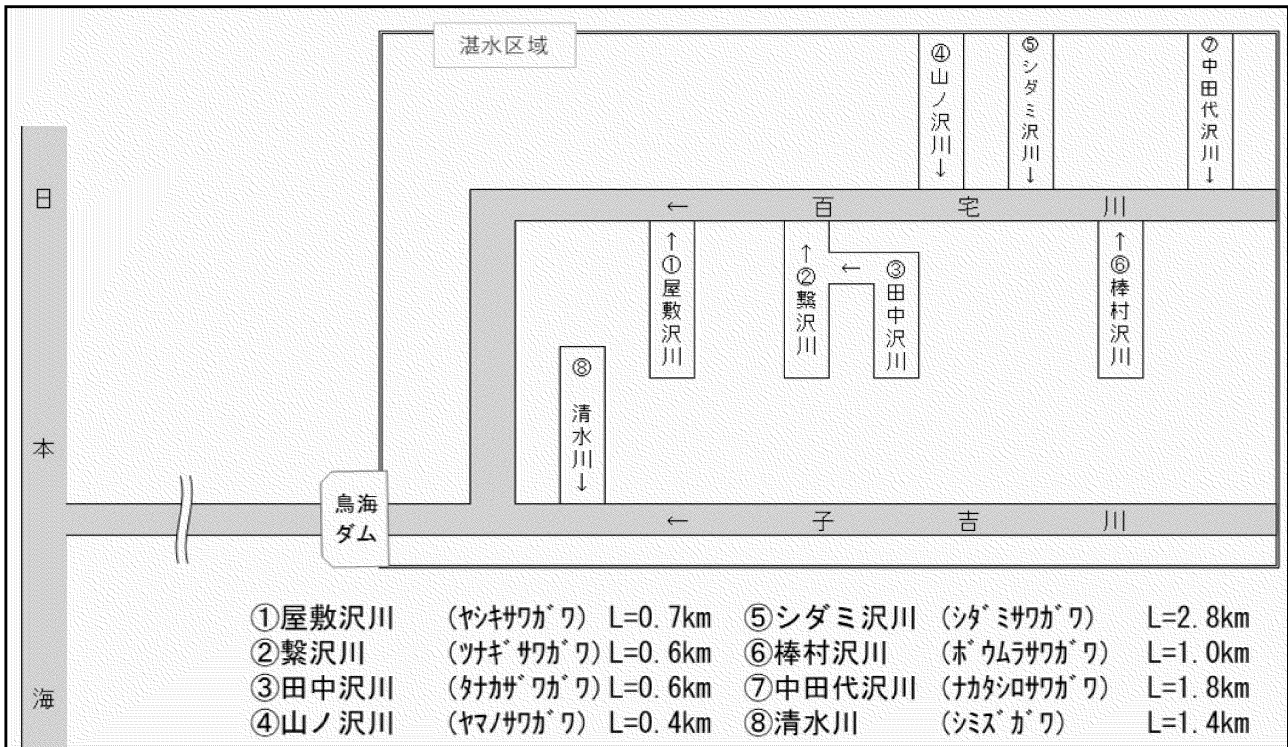 湛水区域
④山ノ沢川↓
⑤シダミ沢川↓
⑦中田代沢川↓
日本海
← 百宅川
↑①屋敷沢川
↑②繋沢川
← ③田中沢川
↑⑥棒村沢川
⑧ 清水川↓
鳥海
ダム
← 子吉川
①屋敷沢川 (ﾔｼｷｻﾜｶﾞﾜ) L=0.7km ⑤シダミ沢川 (ｼﾀﾞﾐｻﾜｶﾞﾜ) L=2.8km
②繋沢川 (ﾂﾅｷﾞｻﾜｶﾞﾜ) L=0.6km ⑥棒村沢川 (ﾎﾞｳﾑﾗｻﾜｶﾞﾜ) L=1.0km
③田中沢川 (ﾀﾅｶｻﾞﾜｶﾞﾜ) L=0.6km ⑦中田代沢川 (ﾅｶﾀｼﾛｻﾜｶﾞﾜ) L=1.8km
④山ノ沢川 (ﾔﾏﾉｻﾜｶﾞﾜ) L=0.4km ⑧清水川 (ｼﾐｽﾞｶﾞﾜ) L=1.4km